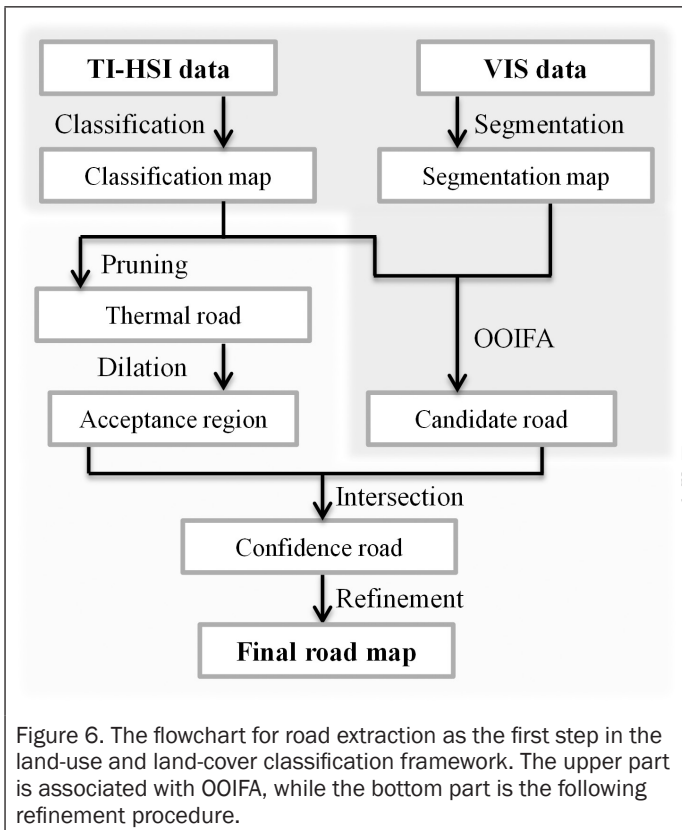 TI-HSI data VIS data
Classification Segmentation
Classification map Segmentation map
Pruning
Thermal road OOIFA
Dilation
Acceptance region Candidate road
Intersection
Confidence road
Refinement
Final road map
Figure 6. The flowchart for road extraction as the first step in the
land-use and land-cover classification framework. The upper part
is associated with OOIFA, while the bottom part is the following
refinement procedure.